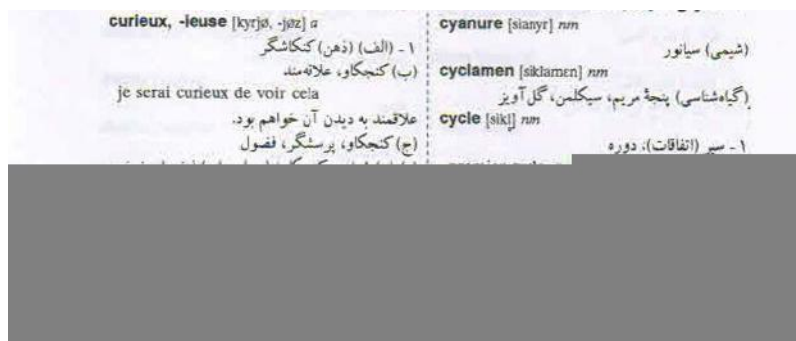 curieux, -ieuse [kyrjø, -jøz] a
۱ - (الف) (ذهن) کنکاشگر
(ب) کنجکاو، علاقه‌مند
je serai curieux de voir cela
علاقمند به دیدن آن خواهم بود.
(ج) کنجکاو، پرسشگر، فضول
cyanure [sianyr] nm
(شیمی) سیانور
cyclamen [siklamɛn] nm
(گیاه‌شناسی) پنجهٔ مریم، سیکلمن، گل آویز
cycle [sikl] nm
۱ - سیر (اتفاقات)، دوره